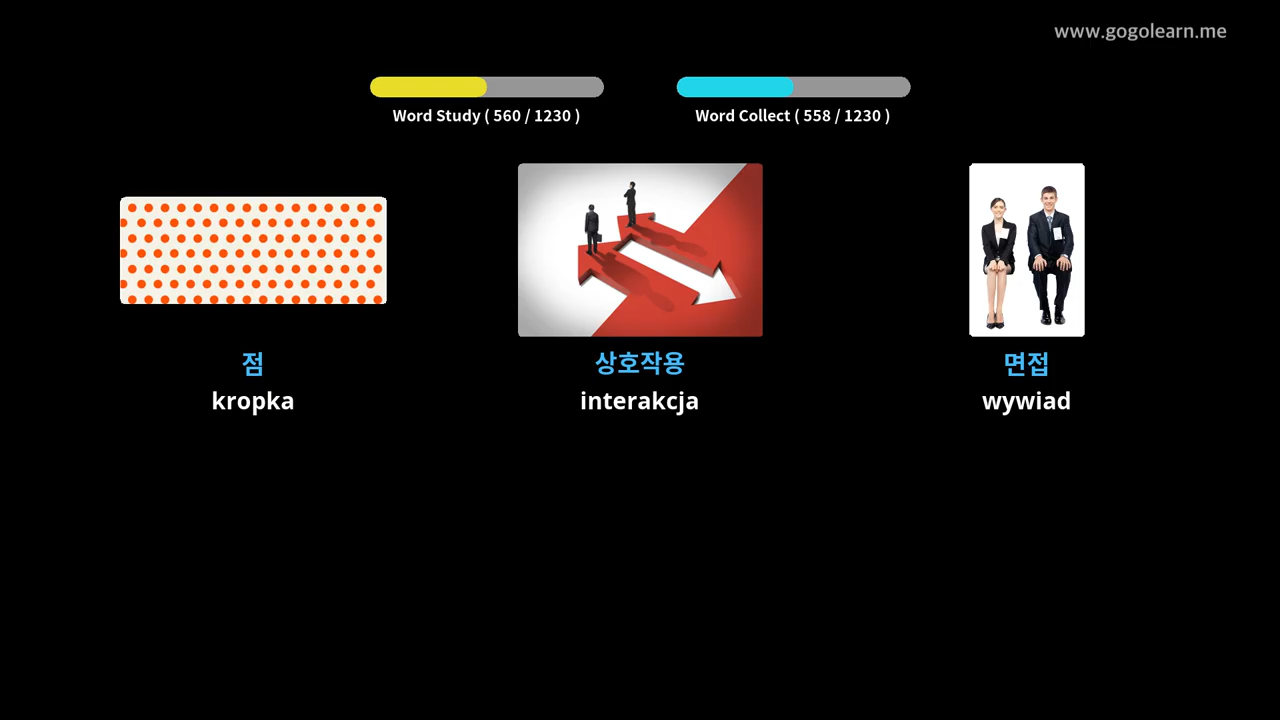 www.gogolearn.me
Word Study ( 560 / 1230 )
Word Collect ( 558 / 1230 )
점
kropka
상호작용
interakcja
면접
wywiad